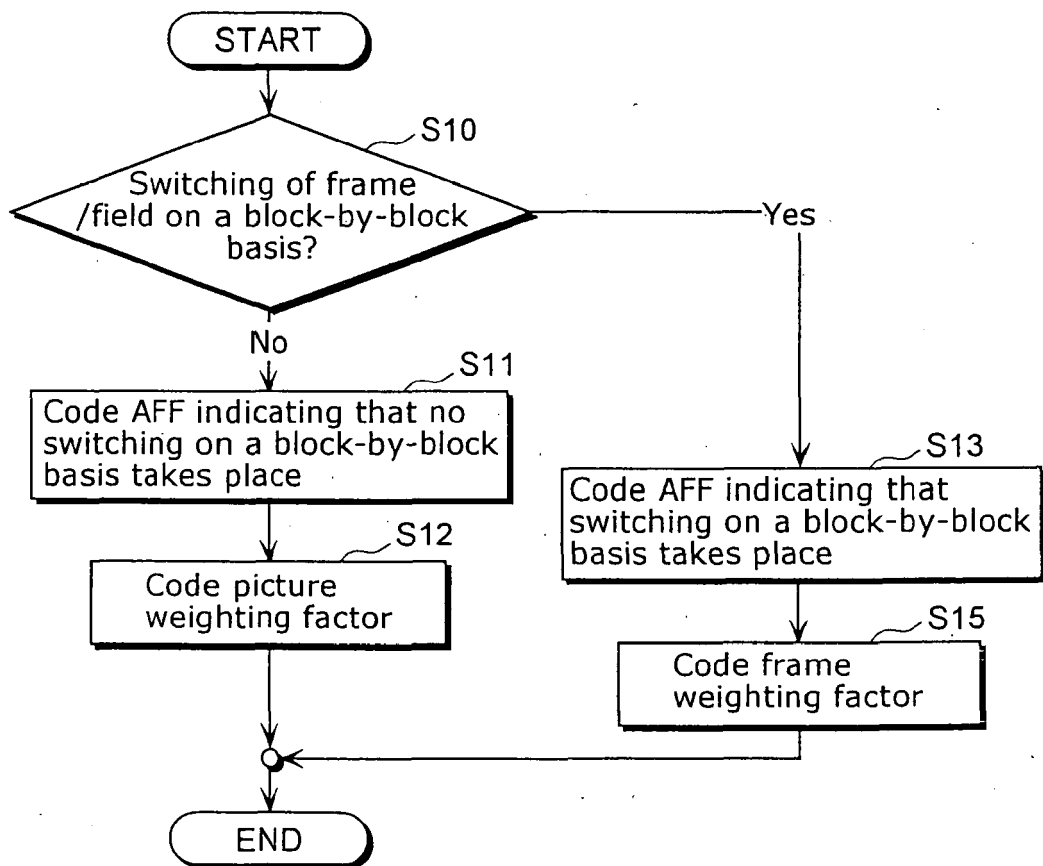 START
S10
Switching of frame
/field on a block-by-block
basis?
Yes
No
S11
Code AFF indicating that no
switching on a block-by-block
basis takes place
S13
Code AFF indicating that
switching on a block-by-block
basis takes place
S12
Code picture
weighting factor
S15
Code frame
weighting factor
END